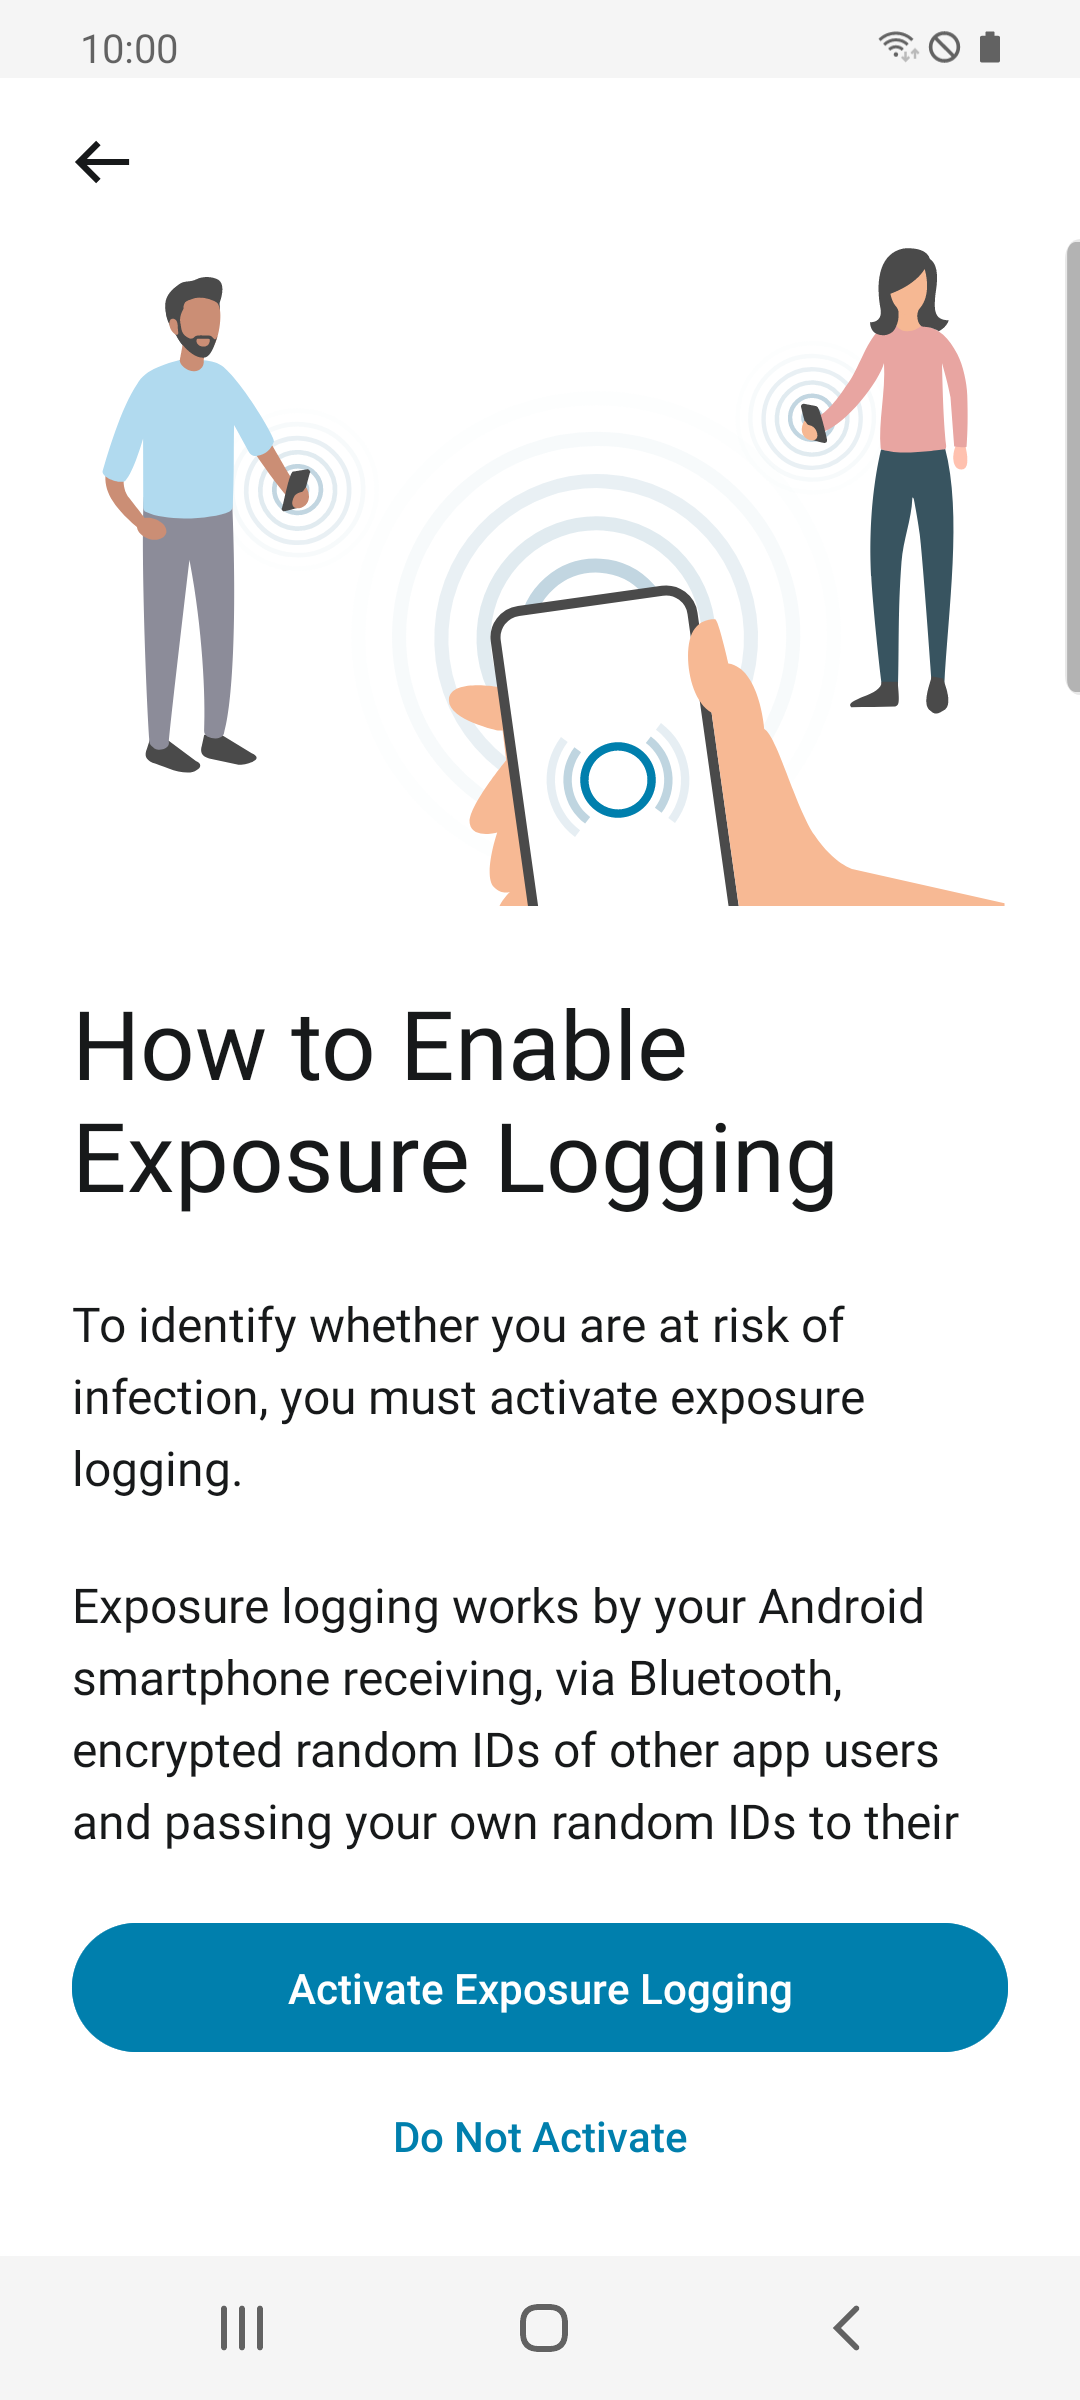 10:00
How to Enable
Exposure Logging
To identify whether you are at risk of
infection, you must activate exposure
logging.
Exposure logging works by your Android
smartphone receiving, via Bluetooth,
encrypted random IDs of other app users
and passing your own random IDs to their
Activate Exposure Logging
Do Not Activate